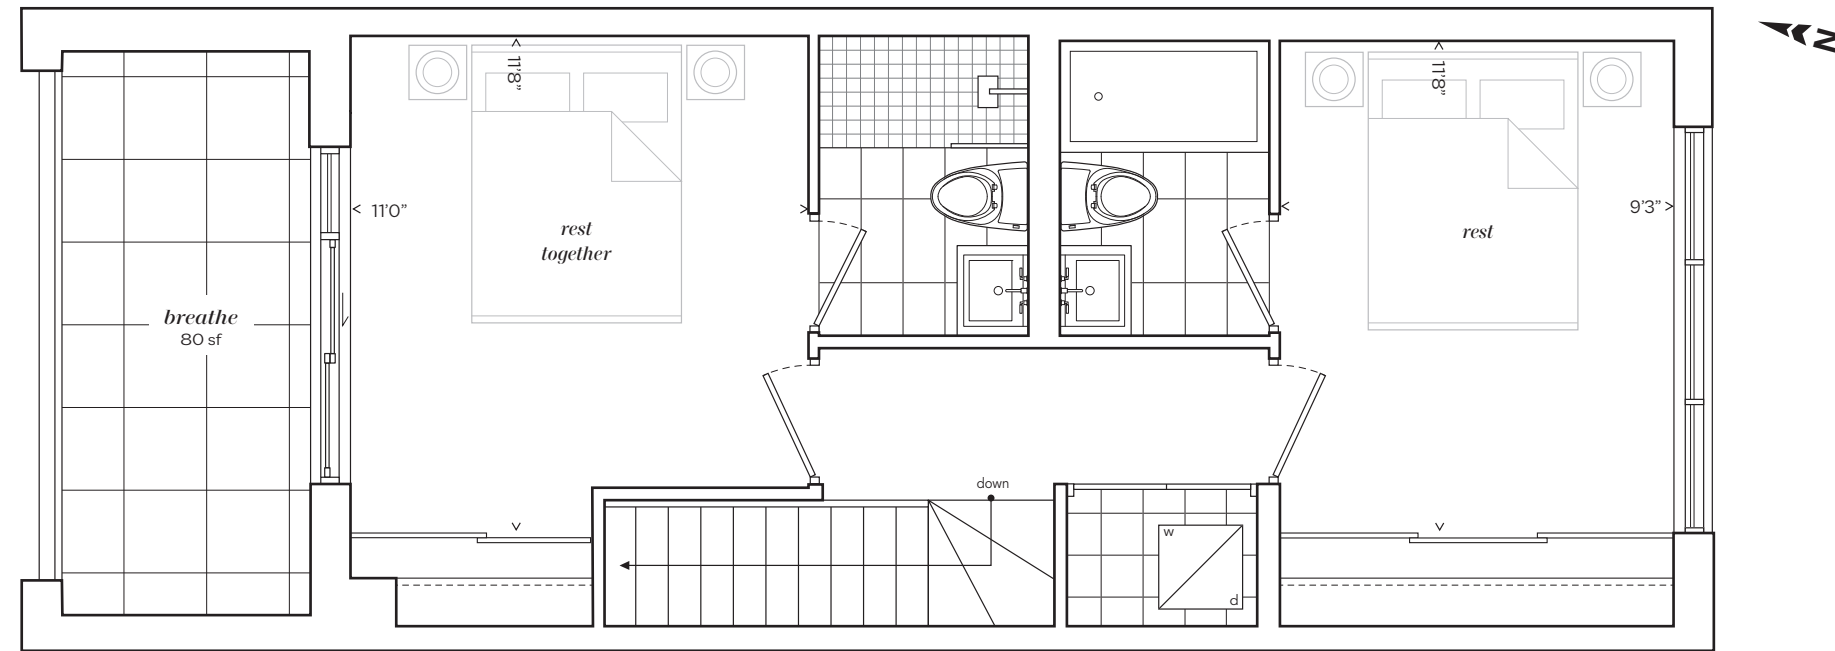 11'8"
11'8"
N
11'0"
9'3"
rest
together
rest
breathe
80 sf
down
w
d